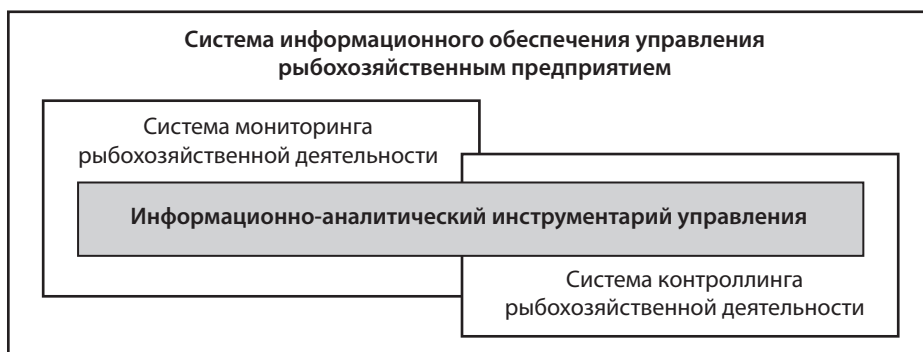 Система информационного обеспечения управления
рыбохозяйственным предприятием
Система мониторинга
рыбохозяйственной деятельности
Информационно-аналитический инструментарий управления
Система контроллинга
рыбохозяйственной деятельности